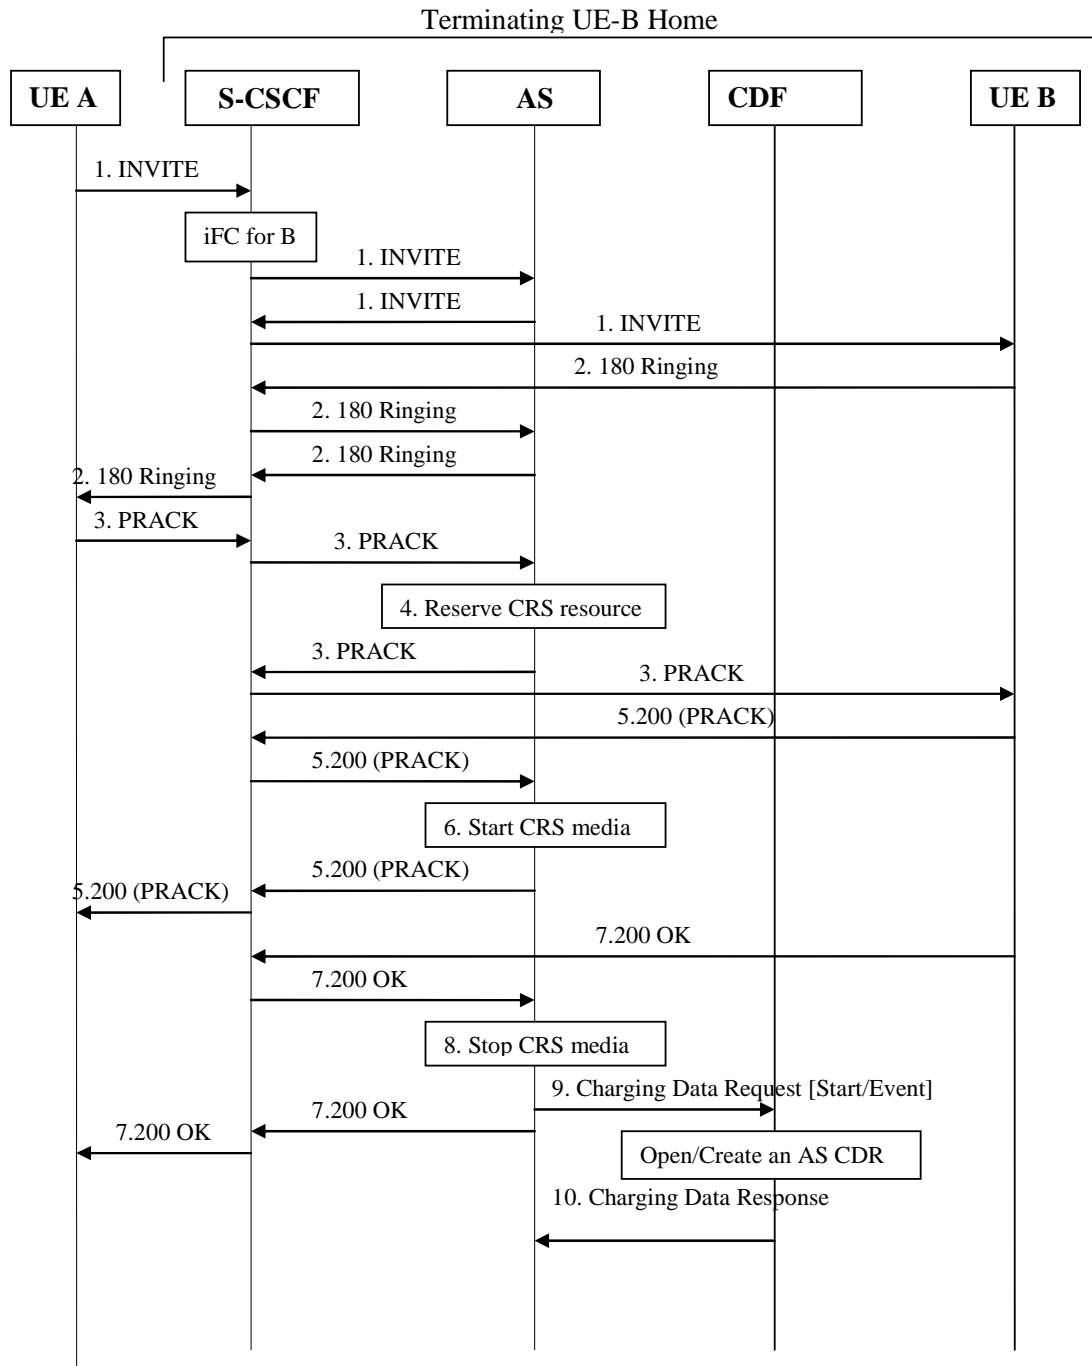 Terminating UE-B Home
UE A
S-CSCF
AS
CDF
UE B
1. INVITE
iFC for B
1. INVITE
1. INVITE
1. INVITE
2. 180 Ringing
2. 180 Ringing
2. 180 Ringing
2. 180 Ringing
3. PRACK
3. PRACK
4. Reserve CRS resource
3. PRACK
3. PRACK
5.200 (PRACK)
5.200 (PRACK)
6. Start CRS media
5.200 (PRACK)
5.200 (PRACK)
7.200 OK
7.200 OK
8. Stop CRS media
9. Charging Data Request [Start/Event]
7.200 OK
7.200 OK
Open/Create an AS CDR
10. Charging Data Response